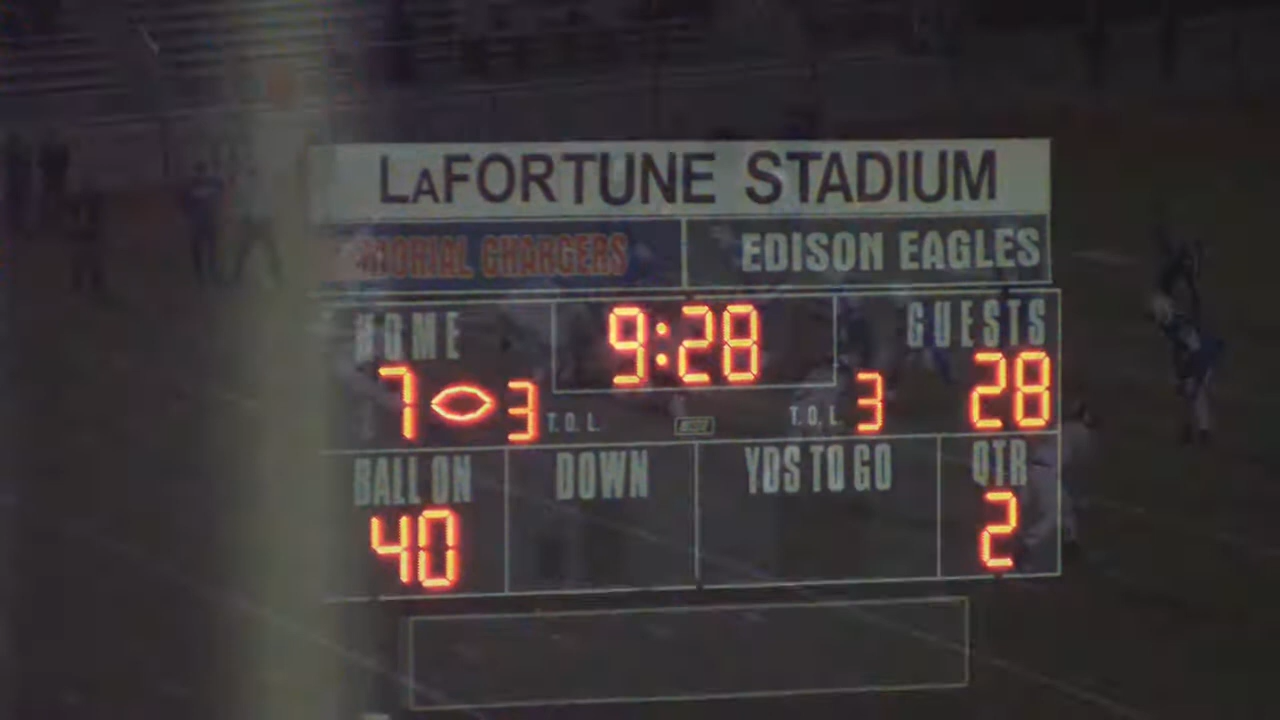 LAFORTUNE STADIUM
MORIAL CHARGERS EDISON EAGLES
HOME 9:28 GUESTS
7 3 T.O.L. T.O.L. 3 28
BALL ON DOWN YDS TO GO QTR
40 2